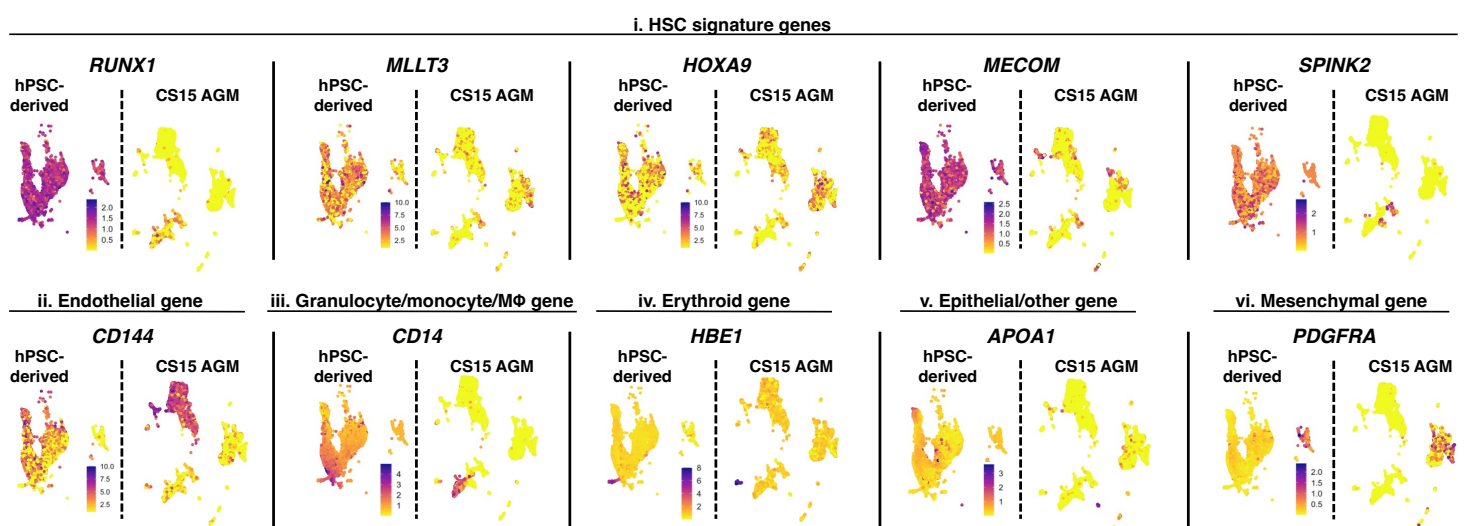 i. HSC signature genes
RUNX1
MLLT3
HOXA9
MECOM
SPINK2
hPSC-
derived
CS15 AGM
hPSC-
derived
CS15 AGM
hPSC-
derived
CS15 AGM
hPSC-
derived
CS15 AGM
hPSC-
derived
CS15 AGM
2.0
1.5
1.0
0.5
10.0
7.5
5.0
2.5
10.0
7.5
5.0
2.5
2.5
2.0
1.5
1.0
0.5
2
1
ii. Endothelial gene
iii. Granulocyte/monocyte/MΦ gene
iv. Erythroid gene
v. Epithelial/other gene
vi. Mesenchymal gene
CD144
CD14
HBE1
APOA1
PDGFRA
hPSC-
derived
CS15 AGM
hPSC-
derived
CS15 AGM
hPSC-
derived
CS15 AGM
hPSC-
derived
CS15 AGM
hPSC-
derived
CS15 AGM
10.0
7.5
5.0
2.5
4
3
2
1
8
6
4
2
3
2
1
2.0
1.5
1.0
0.5